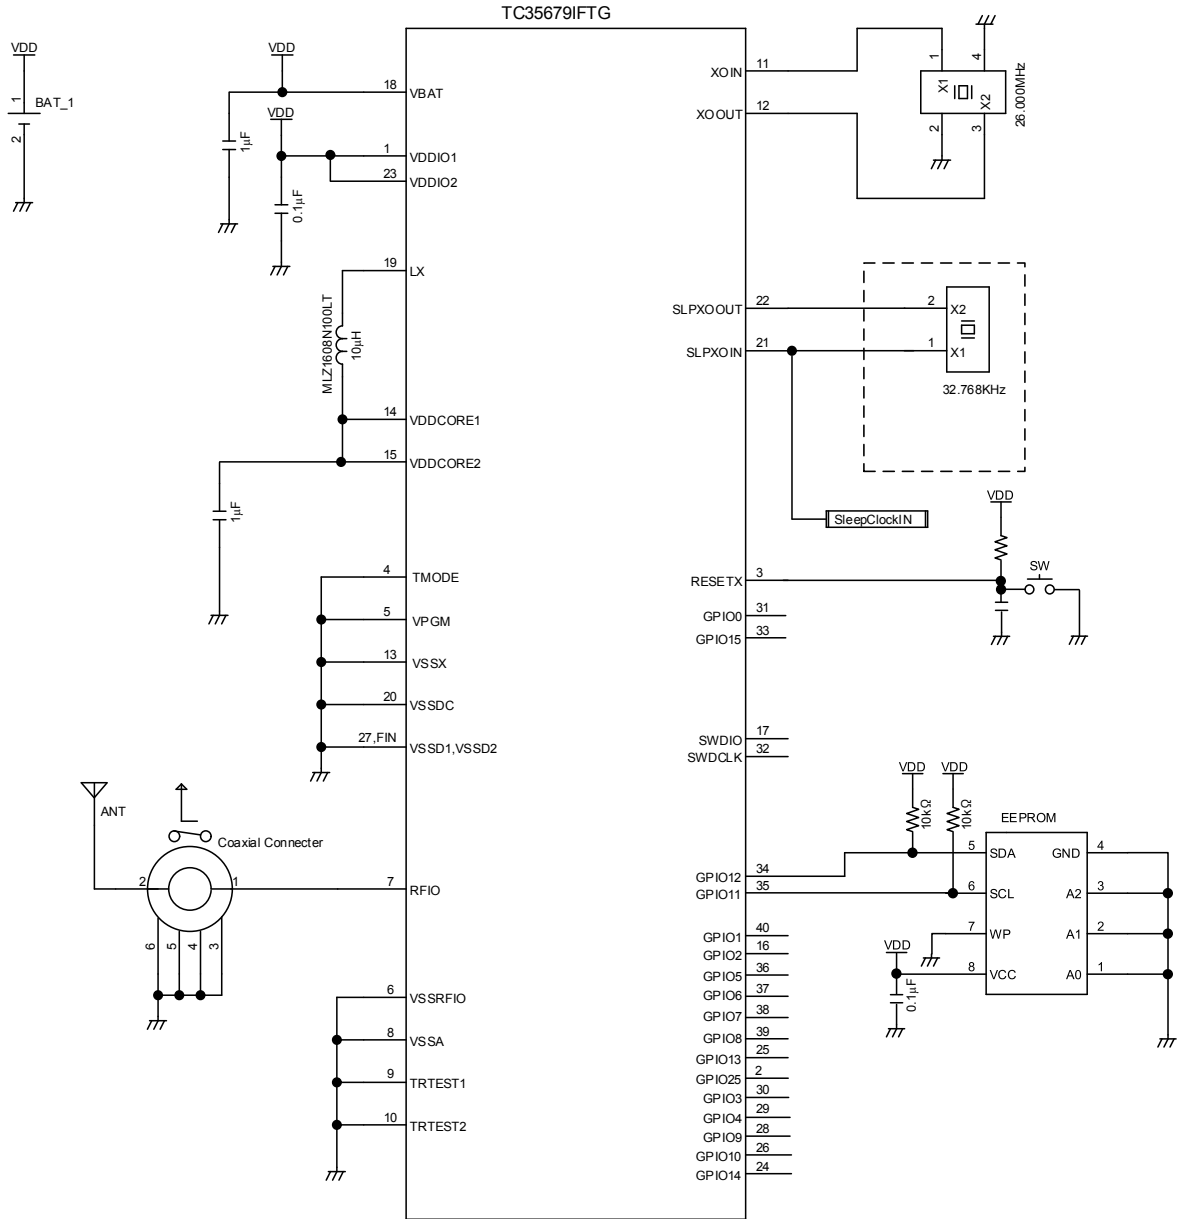 TC35679IFTG
VDD
1
BAT_1
2
VDD
18
VBAT
1µF
VDD
1
VDDIO1
23
VDDIO2
0.1µF
19
LX
MLZ1608N100LT
10µH
14
VDDCORE1
15
VDDCORE2
1µF
4
TMODE
5
VPGM
13
VSSX
20
VSSDC
27,FIN
VSSD1,VSSD2
ANT
Coaxial Connecter
2
1
7
RFIO
6
5
4
3
6
VSSRFIO
8
VSSA
9
TRTEST1
10
TRTEST2
XOIN
11
XOOUT
12
1
4
X1
X2
2
3
26.000MHz
SLPXOOUT
22
2
X2
SLPXOIN
21
1
X1
32.768KHz
SleepClockIN
VDD
SW
RESETX
3
GPIO0
31
GPIO15
33
SWDIO
17
SWDCLK
32
VDD
VDD
10kΩ
10kΩ
EEPROM
GPIO12
34
GPIO11
35
5
SDA
GND
4
6
SCL
A2
3
7
WP
A1
2
VDD
8
VCC
A0
1
0.1µF
GPIO1
40
GPIO2
16
GPIO5
36
GPIO6
37
GPIO7
38
GPIO8
39
GPIO13
25
GPIO25
2
GPIO3
30
GPIO4
29
GPIO9
28
GPIO10
26
GPIO14
24